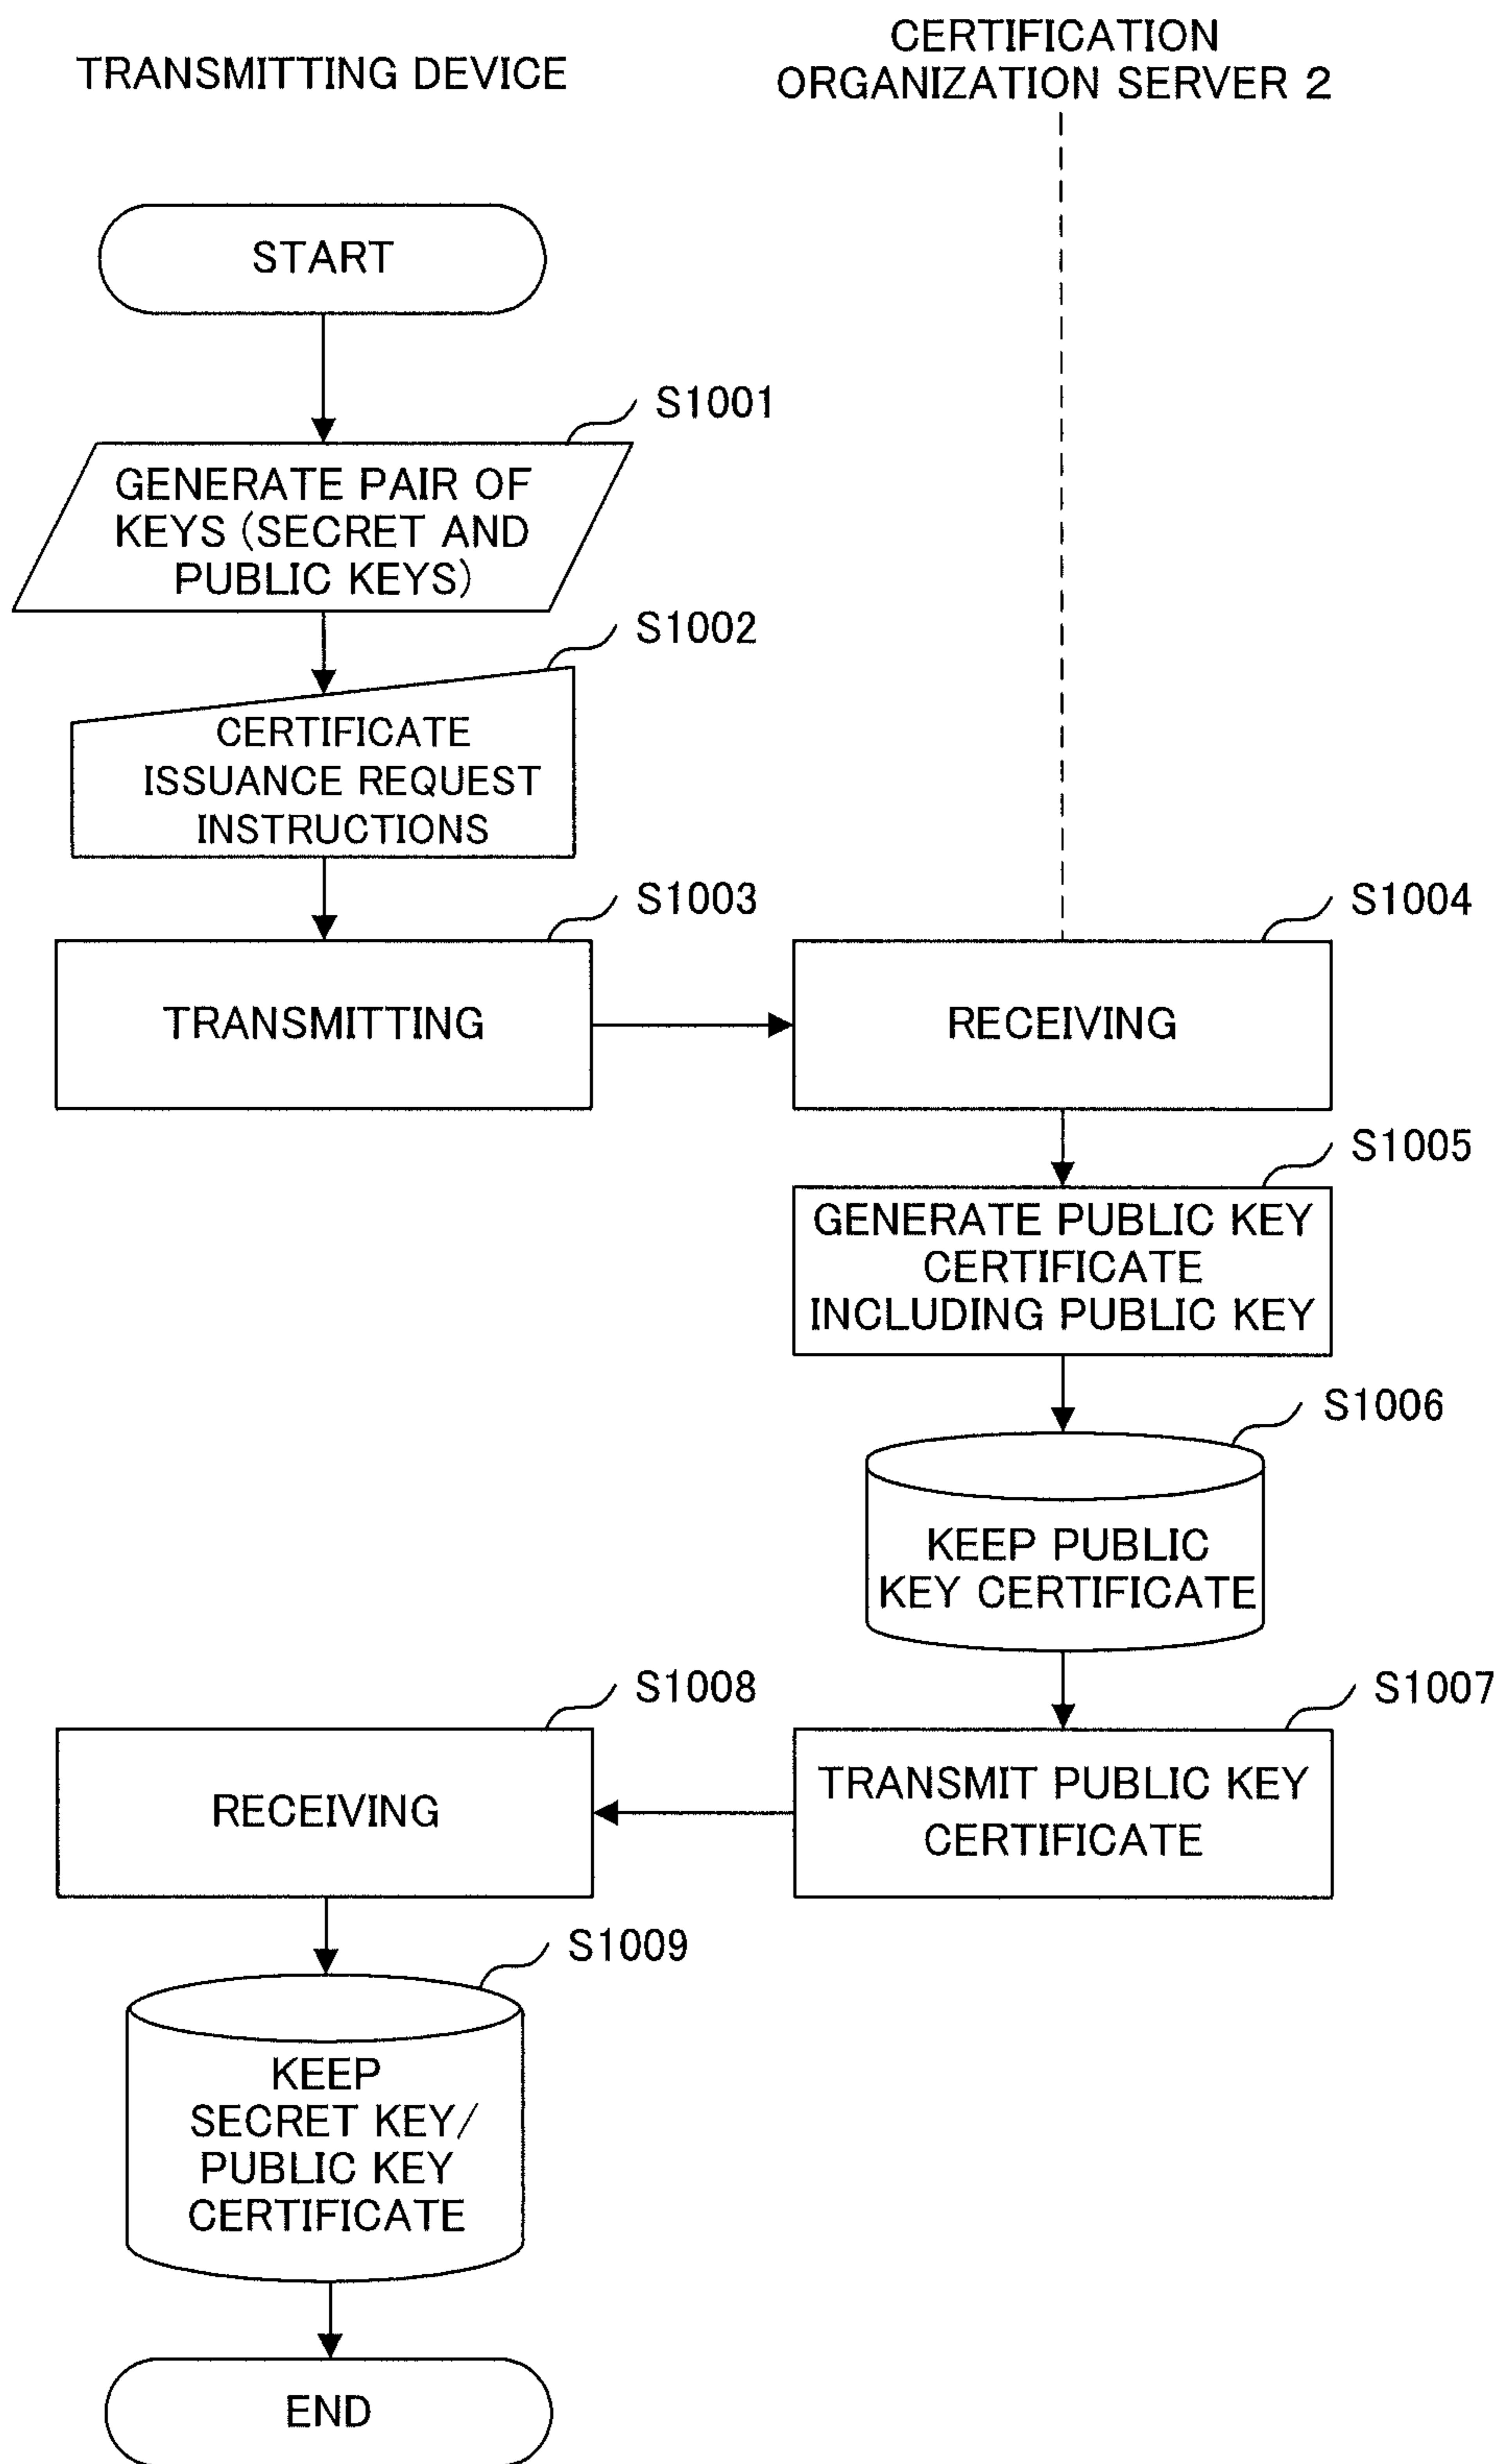 TRANSMITTING DEVICE
CERTIFICATION
ORGANIZATION SERVER 2
START
S1001
GENERATE PAIR OF
KEYS (SECRET AND
PUBLIC KEYS)
S1002
CERTIFICATE
ISSUANCE REQUEST
INSTRUCTIONS
S1003
TRANSMITTING
S1004
RECEIVING
S1005
GENERATE PUBLIC KEY
CERTIFICATE
INCLUDING PUBLIC KEY
S1006
KEEP PUBLIC
KEY CERTIFICATE
S1007
TRANSMIT PUBLIC KEY
CERTIFICATE
S1008
RECEIVING
S1009
KEEP
SECRET KEY/
PUBLIC KEY
CERTIFICATE
END